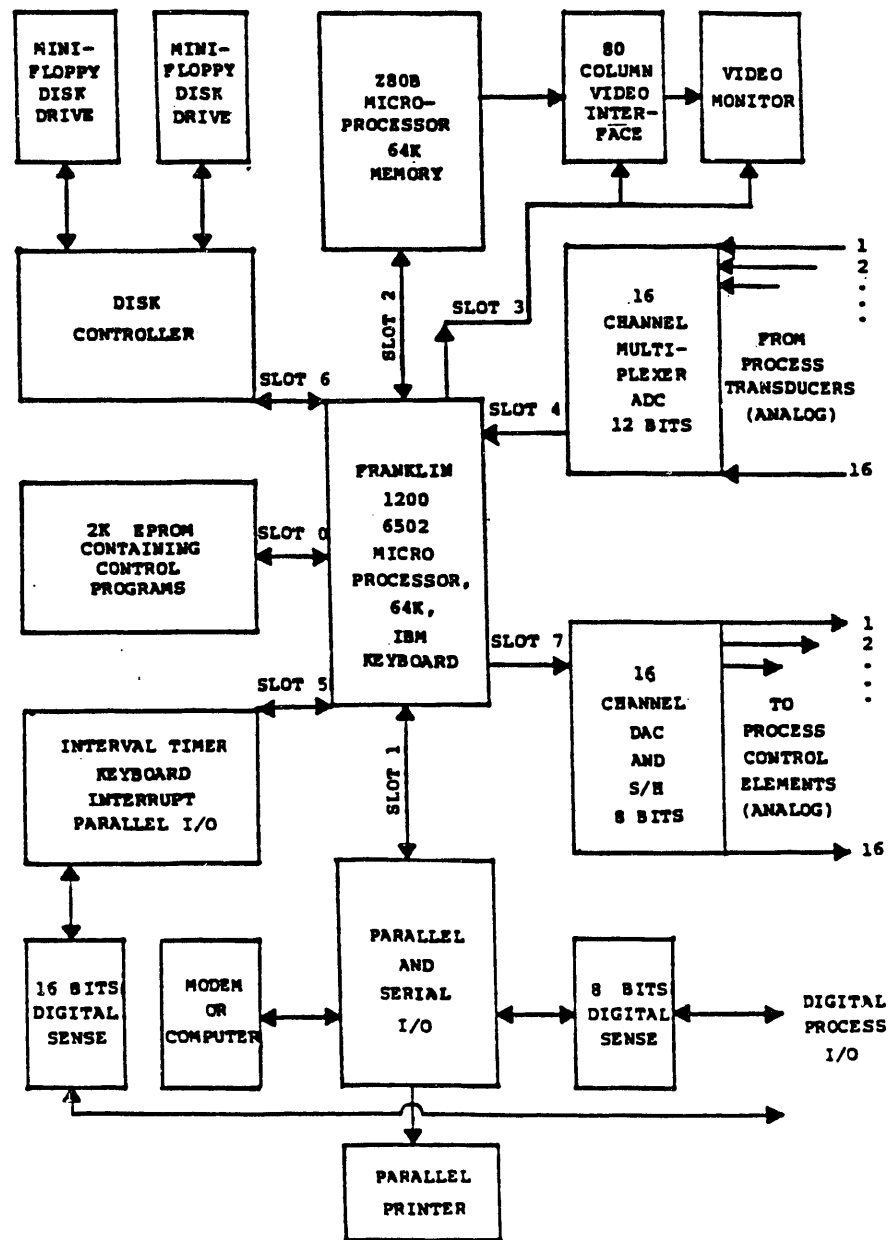 MINI-
FLOPPY
DISK
DRIVE
MINI-
FLOPPY
DISK
DRIVE
Z80B
MICRO-
PROCESSOR
64K
MEMORY
80
COLUMN
VIDEO
INTER-
FACE
VIDEO
MONITOR
DISK
CONTROLLER
SLOT 2
SLOT 3
16
CHANNEL
MULTI-
PLEXER
ADC
12 BITS
1
2
.
.
.
FROM
PROCESS
TRANSDUCERS
(ANALOG)
16
SLOT 6
SLOT 4
FRANKLIN
1200
6502
MICRO
PROCESSOR,
64K,
IBM
KEYBOARD
2K EPROM
CONTAINING
CONTROL
PROGRAMS
SLOT 0
SLOT 7
16
CHANNEL
DAC
AND
S/H
8 BITS
1
2
.
.
.
TO
PROCESS
CONTROL
ELEMENTS
(ANALOG)
16
SLOT 5
INTERVAL TIMER
KEYBOARD
INTERRUPT
PARALLEL I/O
SLOT 1
16 BITS
DIGITAL
SENSE
MODEM
OR
COMPUTER
PARALLEL
AND
SERIAL
I/O
8 BITS
DIGITAL
SENSE
DIGITAL
PROCESS
I/O
PARALLEL
PRINTER